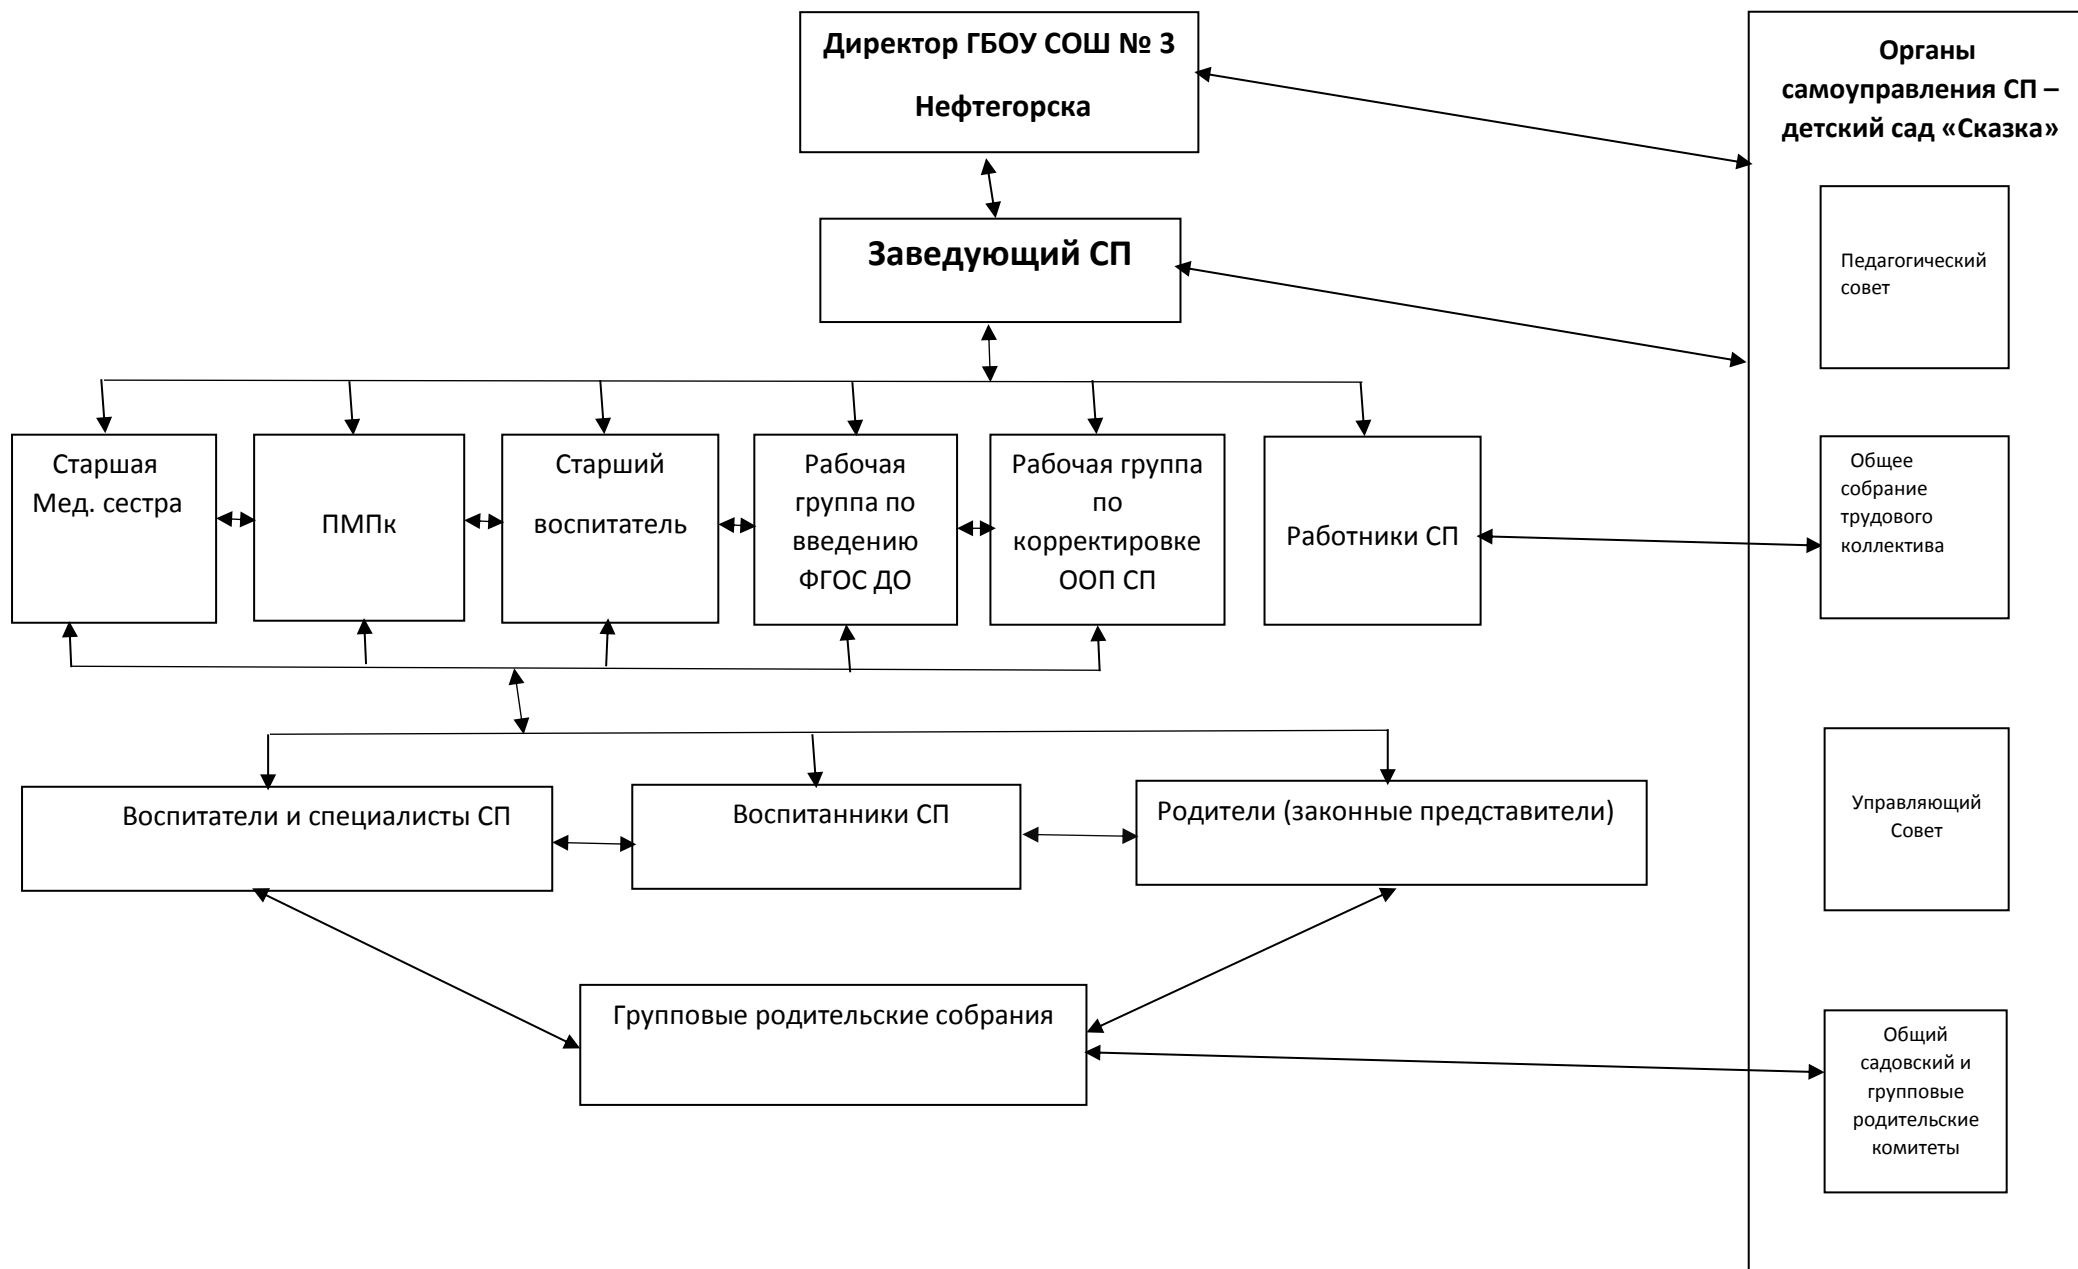 Директор ГБОУ СОШ № 3
Нефтегорска
Органы
самоуправления СП –
детский сад «Сказка»
Заведующий СП
Педагогический
совет
Старшая
Мед. сестра
ПМПк
Старший
воспитатель
Рабочая
группа по
введению
ФГОС ДО
Рабочая группа
по
корректировке
ООП СП
Работники СП
Общее
собрание
трудового
коллектива
Воспитатели и специалисты СП
Воспитанники СП
Родители (законные представители)
Управляющий
Совет
Групповые родительские собрания
Общий
садовский и
групповые
родительские
комитеты